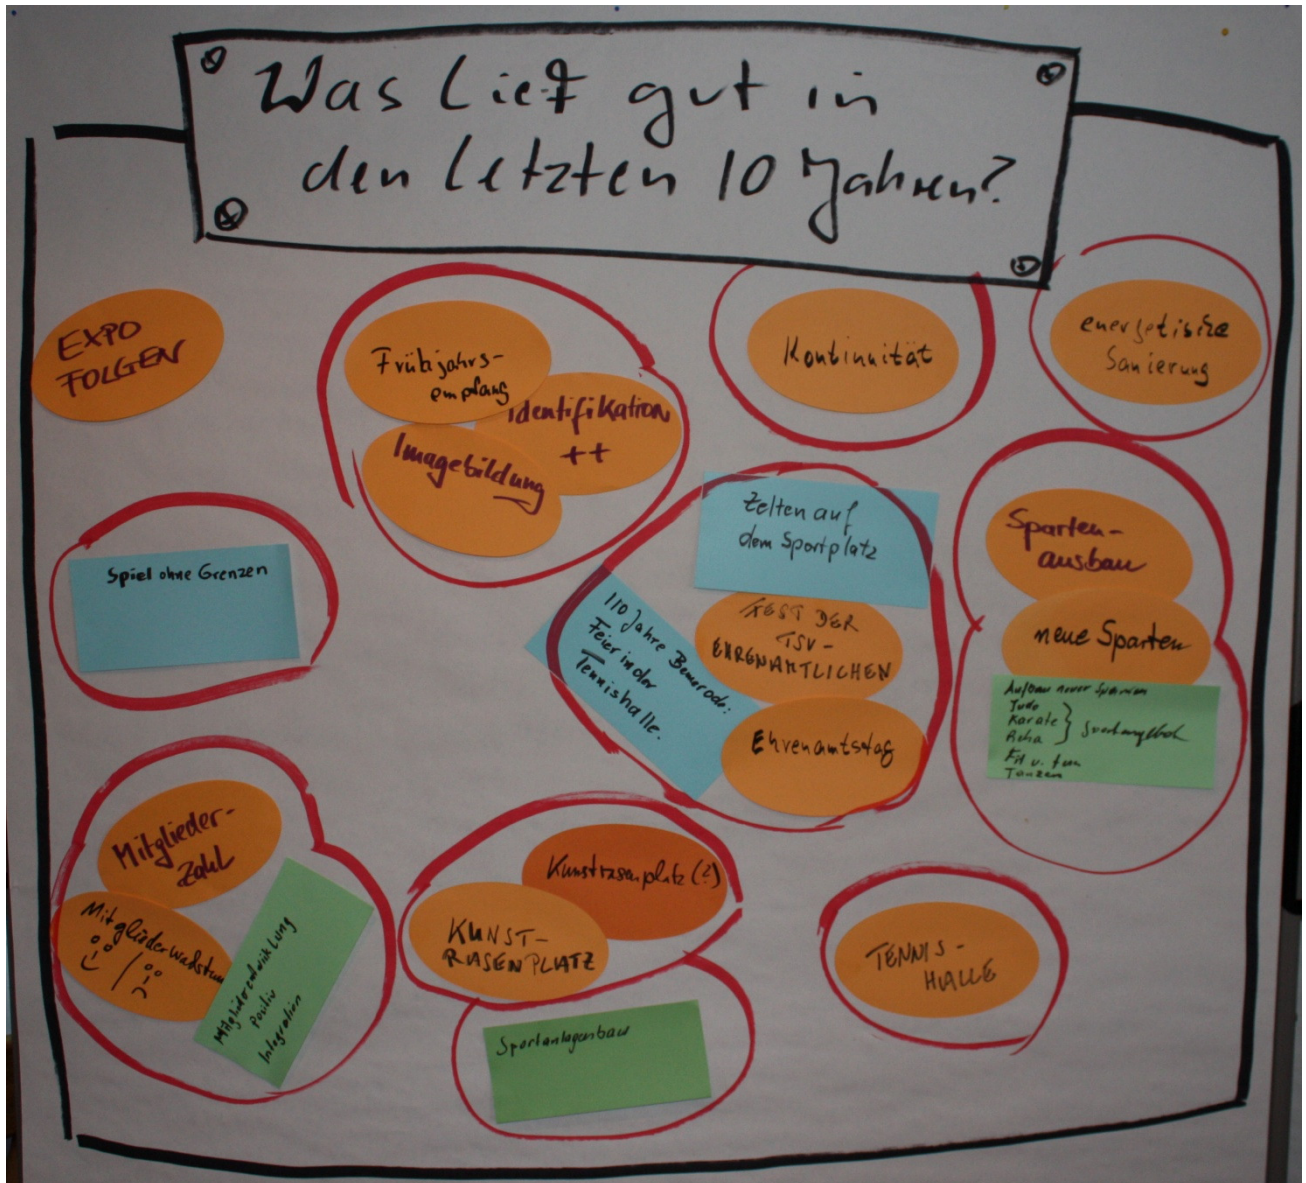 Was lief gut in
den letzten 10 Jahren?
EXPO
FOLGEN
Frühjahrs-
empfang
Identifikation
++
Imagebildung
Kontinuität
energetische
Sanierung
Spiel ohne Grenzen
Zelten auf
dem Sportplatz
110 Jahre Bemerode:
Feier in der
Tennishalle.
FEST DER
TSV-
EHRENAMTLICHEN
Ehrenamtstag
Sparten-
ausbau
neue Sparten
Aufbau neuer Sparten
Judo
Karate
Reha
Fit u. fun
Tanzen
Mitglieder-
zahl
Mitgliederwachstum
Mitgliederentwicklung
positiv
Integration
Kunstrasenplatz (?)
KUNST-
RASENPLATZ
Sportanlagenbau
TENNIS-
HALLE